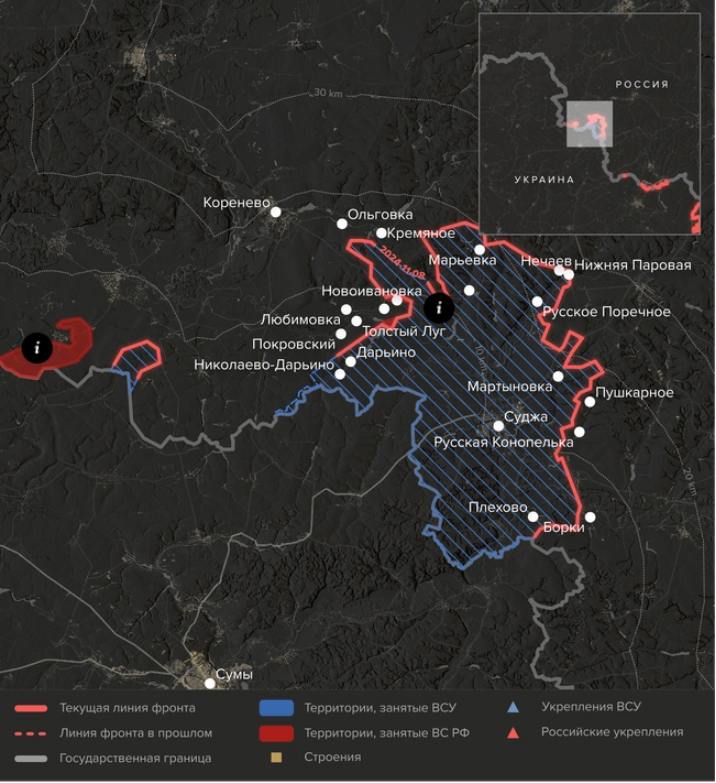 РОССИЯ
УКРАИНА
30 km
Коренево
Ольговка
Кремяное
2024.11.08
Марьевка
Нечаев
Нижняя Паровая
Новоивановка
i
Русское Поречное
Любимовка
Толстый Луг
i
Покровский
Дарьино
Николаево-Дарьино
10 km
Мартыновка
Пушкарное
Суджа
Русская Конопелька
20 km
Плехово
Борки
Сумы
Текущая линия фронта
Территории, занятые ВСУ
Укрепления ВСУ
Линия фронта в прошлом
Территории, занятые ВС РФ
Российские укрепления
Государственная граница
Строения